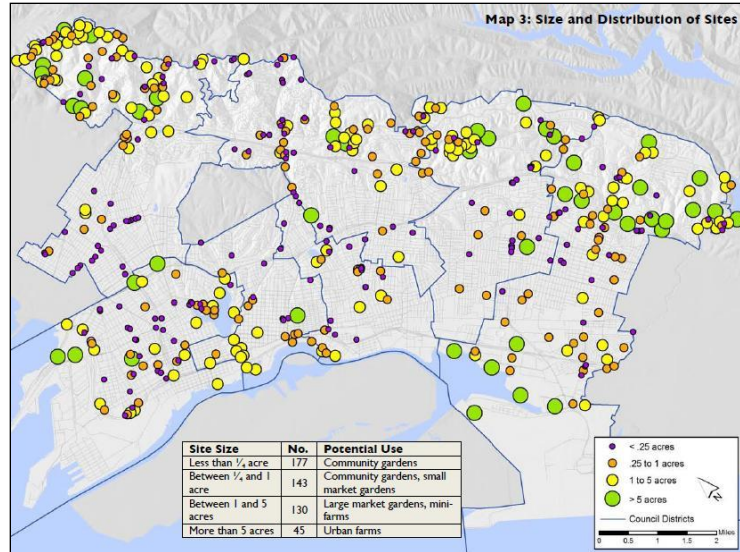 Map 3: Size and Distribution of Sites
Site Size No. Potential Use
Less than ¼ acre 177 Community gardens
Between ¼ and 1 acre 143 Community gardens, small market gardens
Between 1 and 5 acres 130 Large market gardens, mini-farms
More than 5 acres 45 Urban farms
< .25 acres
.25 to 1 acres
1 to 5 acres
> 5 acres
Council Districts
0 0.5 1 2
Miles
N